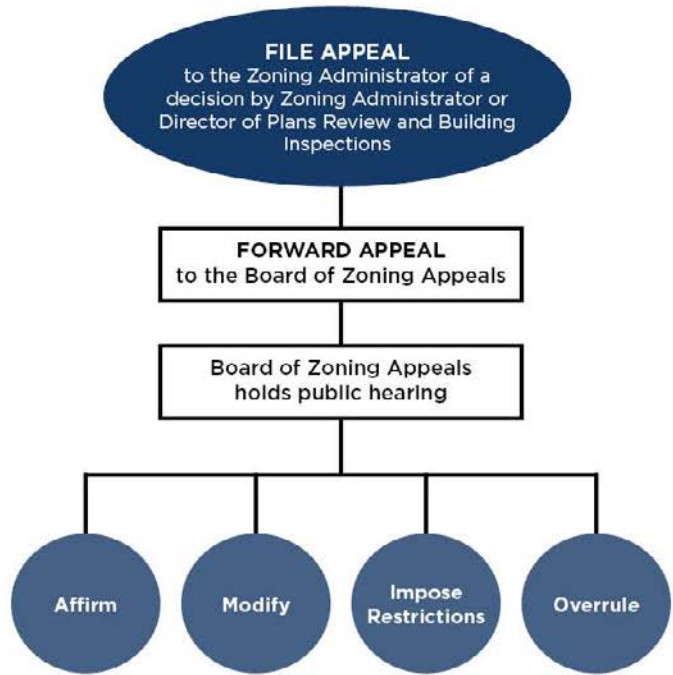 FILE APPEAL
to the Zoning Administrator of a
decision by Zoning Administrator or
Director of Plans Review and Building
Inspections
FORWARD APPEAL
to the Board of Zoning Appeals
Board of Zoning Appeals
holds public hearing
Affirm
Modify
Impose
Restrictions
Overrule